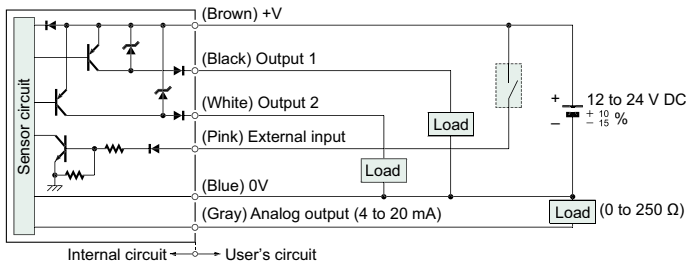 (Brown) +V
(Black) Output 1
(White) Output 2
(Pink) External input
(Blue) 0V
(Gray) Analog output (4 to 20 mA)
Sensor circuit
Load
Load
+
−
12 to 24 V DC
+ 10
− 15 %
Load (0 to 250 Ω)
Internal circuit
User's circuit